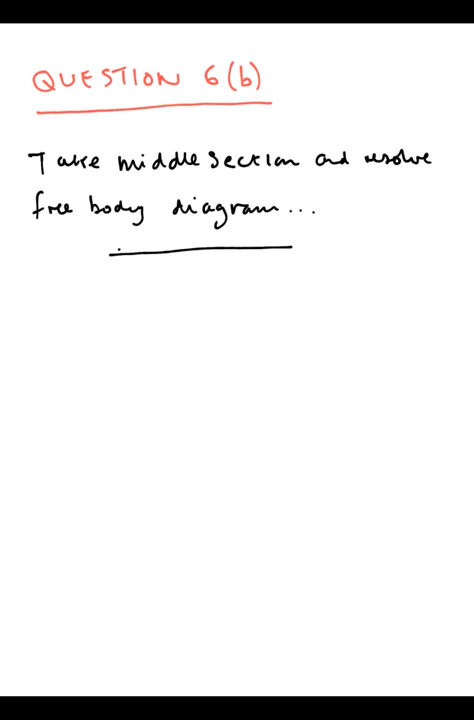 QUESTION 6(b)
Take middle section and resolve
free body diagram...